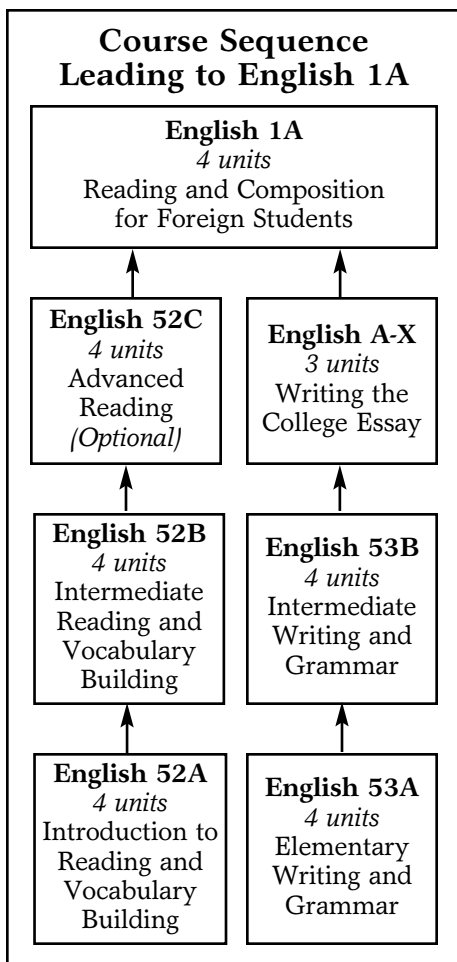 Course Sequence
Leading to English 1A
English 1A
4 units
Reading and Composition
for Foreign Students
English 52C
4 units
Advanced
Reading
(Optional)
English A-X
3 units
Writing the
College Essay
English 52B
4 units
Intermediate
Reading and
Vocabulary
Building
English 53B
4 units
Intermediate
Writing and
Grammar
English 52A
4 units
Introduction to
Reading and
Vocabulary
Building
English 53A
4 units
Elementary
Writing and
Grammar